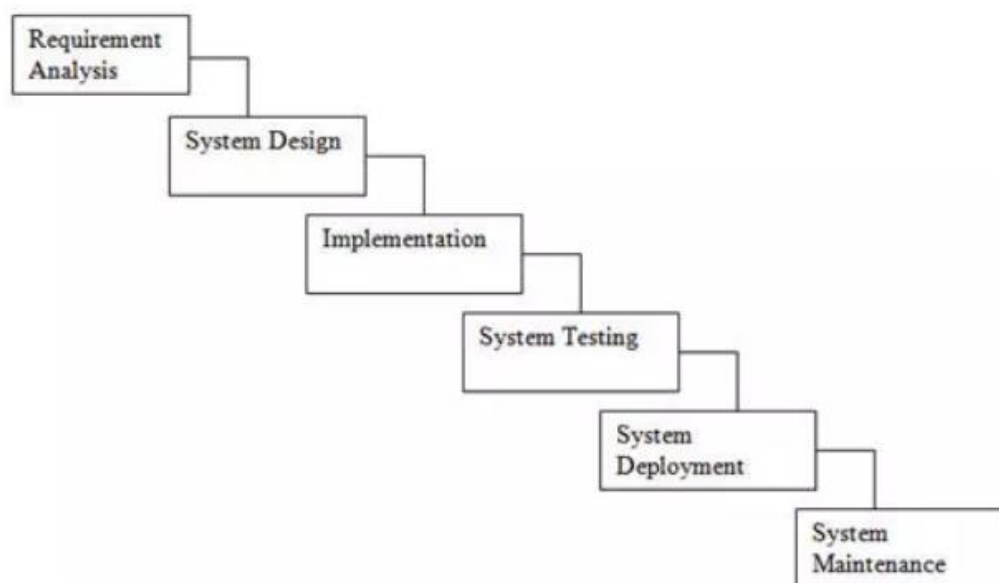 Requirement
Analysis
System Design
Implementation
System Testing
System
Deployment
System
Maintenance